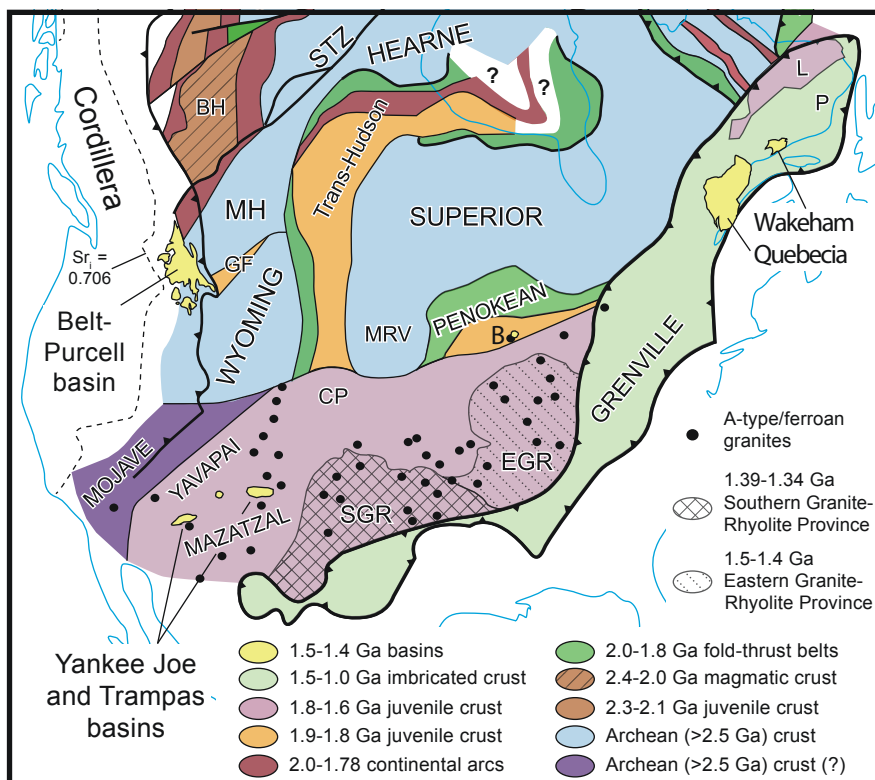 STZ
HEARNE
?
?
L
P
BH
Cordillera
Trans-Hudson
MH
SUPERIOR
Wakeham
Quebecia
Sri =
0.706
GF
Belt-
Purcell
basin
WYOMING
MRV
PENOKEAN
B
GRENVILLE
CP
MOJAVE
YAVAPAI
MAZATZAL
SGR
EGR
A-type/ferroan
granites
1.39-1.34 Ga
Southern Granite-
Rhyolite Province
1.5-1.4 Ga
Eastern Granite-
Rhyolite Province
Yankee Joe
and Trampas
basins
1.5-1.4 Ga basins
1.5-1.0 Ga imbricated crust
1.8-1.6 Ga juvenile crust
1.9-1.8 Ga juvenile crust
2.0-1.78 continental arcs
2.0-1.8 Ga fold-thrust belts
2.4-2.0 Ga magmatic crust
2.3-2.1 Ga juvenile crust
Archean (>2.5 Ga) crust
Archean (>2.5 Ga) crust (?)